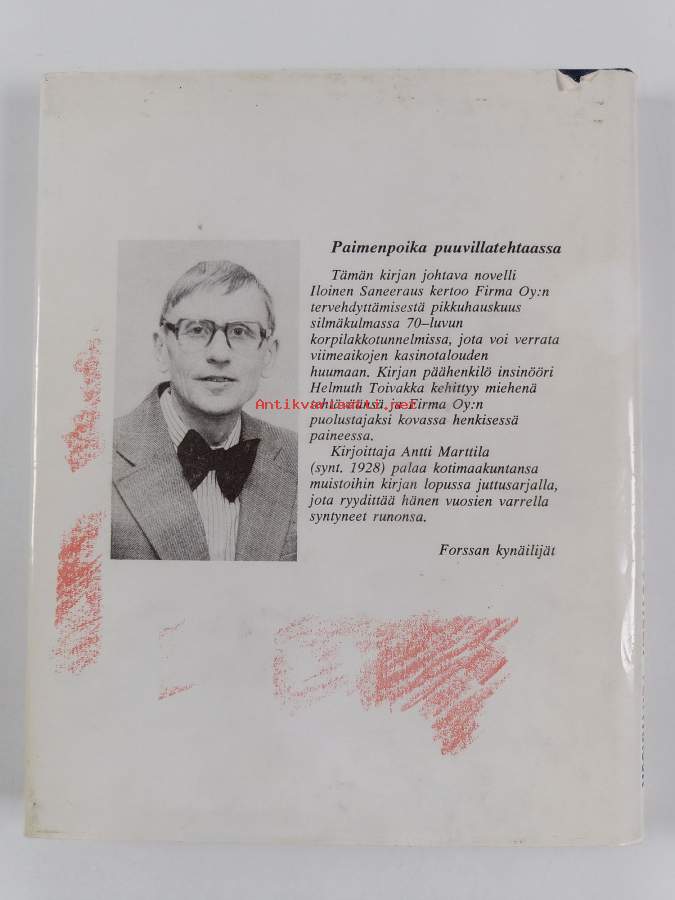 Paimenpoika puuvillatehtaassa
Tämän kirjan johtava novelli
Iloinen Saneeraus kertoo Firma Oy:n
tervehdyttämisestä pikkuhauskuus
silmäkulmassa 70-luvun
korpilakkotunnelmissa, jota voi verrata
viimeaikojen kasinotalouden
huumaan. Kirjan päähenkilö insinööri
Helmuth Toivakka kehittyy miehenä
tehtäviinsä ja Firma Oy:n
puolustajaksi kovassa henkisessä
paineessa.
Kirjoittaja Antti Marttila
(synt. 1928) palaa kotimaakuntansa
muistoihin kirjan lopussa juttusarjalla,
jota ryydittää hänen vuosien varrella
syntyneet runonsa.
Forssan kynäilijät